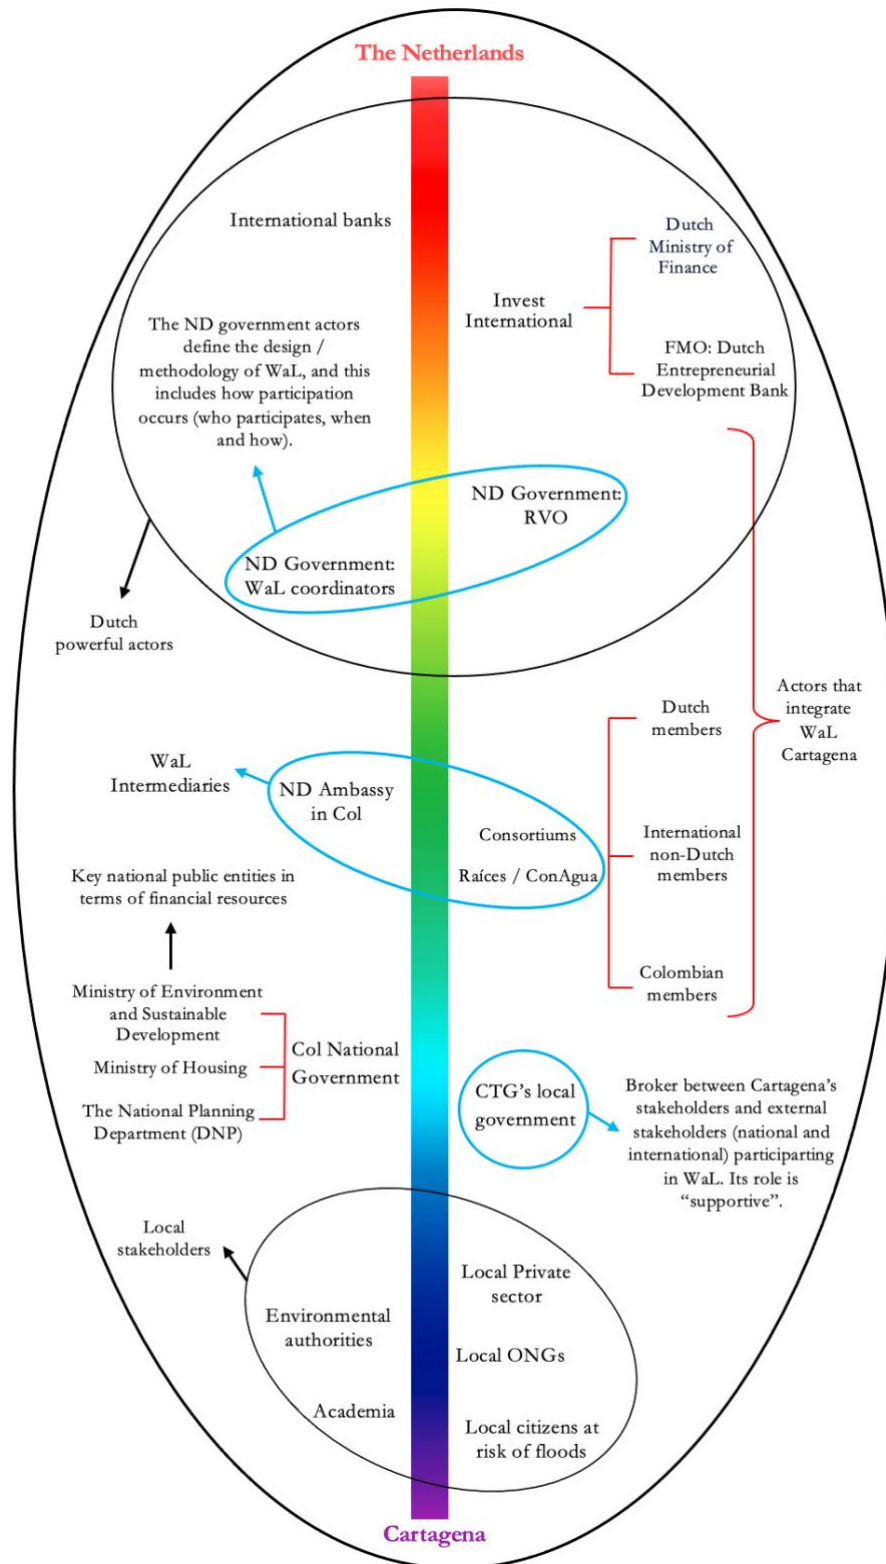 The Netherlands
International banks
Dutch
Ministry of
Finance
Invest
International
FMO: Dutch
Entrepreneurial
Development Bank
The ND government actors
define the design /
methodology of WaL, and this
includes how participation
occurs (who participates, when
and how).
ND Government:
RVO
ND Government:
WaL coordinators
Dutch
powerful actors
Dutch
members
Actors that
integrate
WaL
Cartagena
WaL
Intermediaries
ND Ambassy
in Col
Consortiums
Raíces / ConAgua
International
non-Dutch
members
Colombian
members
Key national public entities in
terms of financial resources
Ministry of Environment
and Sustainable
Development
Ministry of Housing
The National Planning
Department (DNP)
Col National
Government
CTG’s local
government
Broker between Cartagena’s
stakeholders and external
stakeholders (national and
international) participarting
in WaL. Its role is
“supportive”.
Local
stakeholders
Local Private
sector
Environmental
authorities
Local ONGs
Academia
Local citizens at
risk of floods
Cartagena